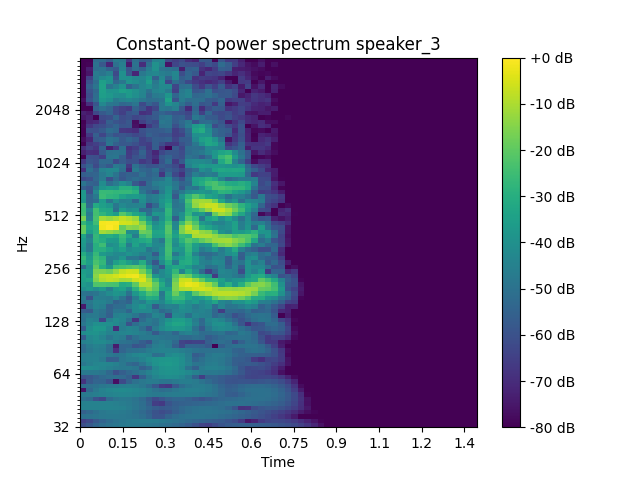 Constant-Q power spectrum speaker_3
Hz
2048
1024
512
256
128
64
32
0 0.15 0.3 0.45 0.6 0.75 0.9 1.1 1.2 1.4
Time
+0 dB
-10 dB
-20 dB
-30 dB
-40 dB
-50 dB
-60 dB
-70 dB
-80 dB